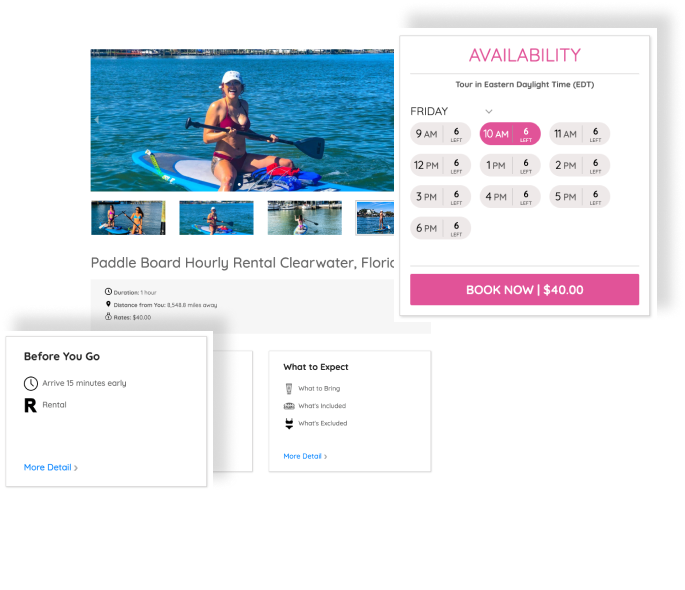 AVAILABILITY
Tour in Eastern Daylight Time (EDT)
FRIDAY
9 AM 6 LEFT
10 AM 6 LEFT
11 AM 6 LEFT
12 PM 6 LEFT
1 PM 6 LEFT
2 PM 6 LEFT
3 PM 6 LEFT
4 PM 6 LEFT
5 PM 6 LEFT
6 PM 6 LEFT
BOOK NOW | $40.00
Paddle Board Hourly Rental Clearwater,
Duration: 1 hour
Distance from You: 8,548.8 miles away
Rates: $40.00
Before You Go
Arrive 15 minutes early
R Rental
More Detail >
What to Expect
What to Bring
What's Included
What's Excluded
More Detail >